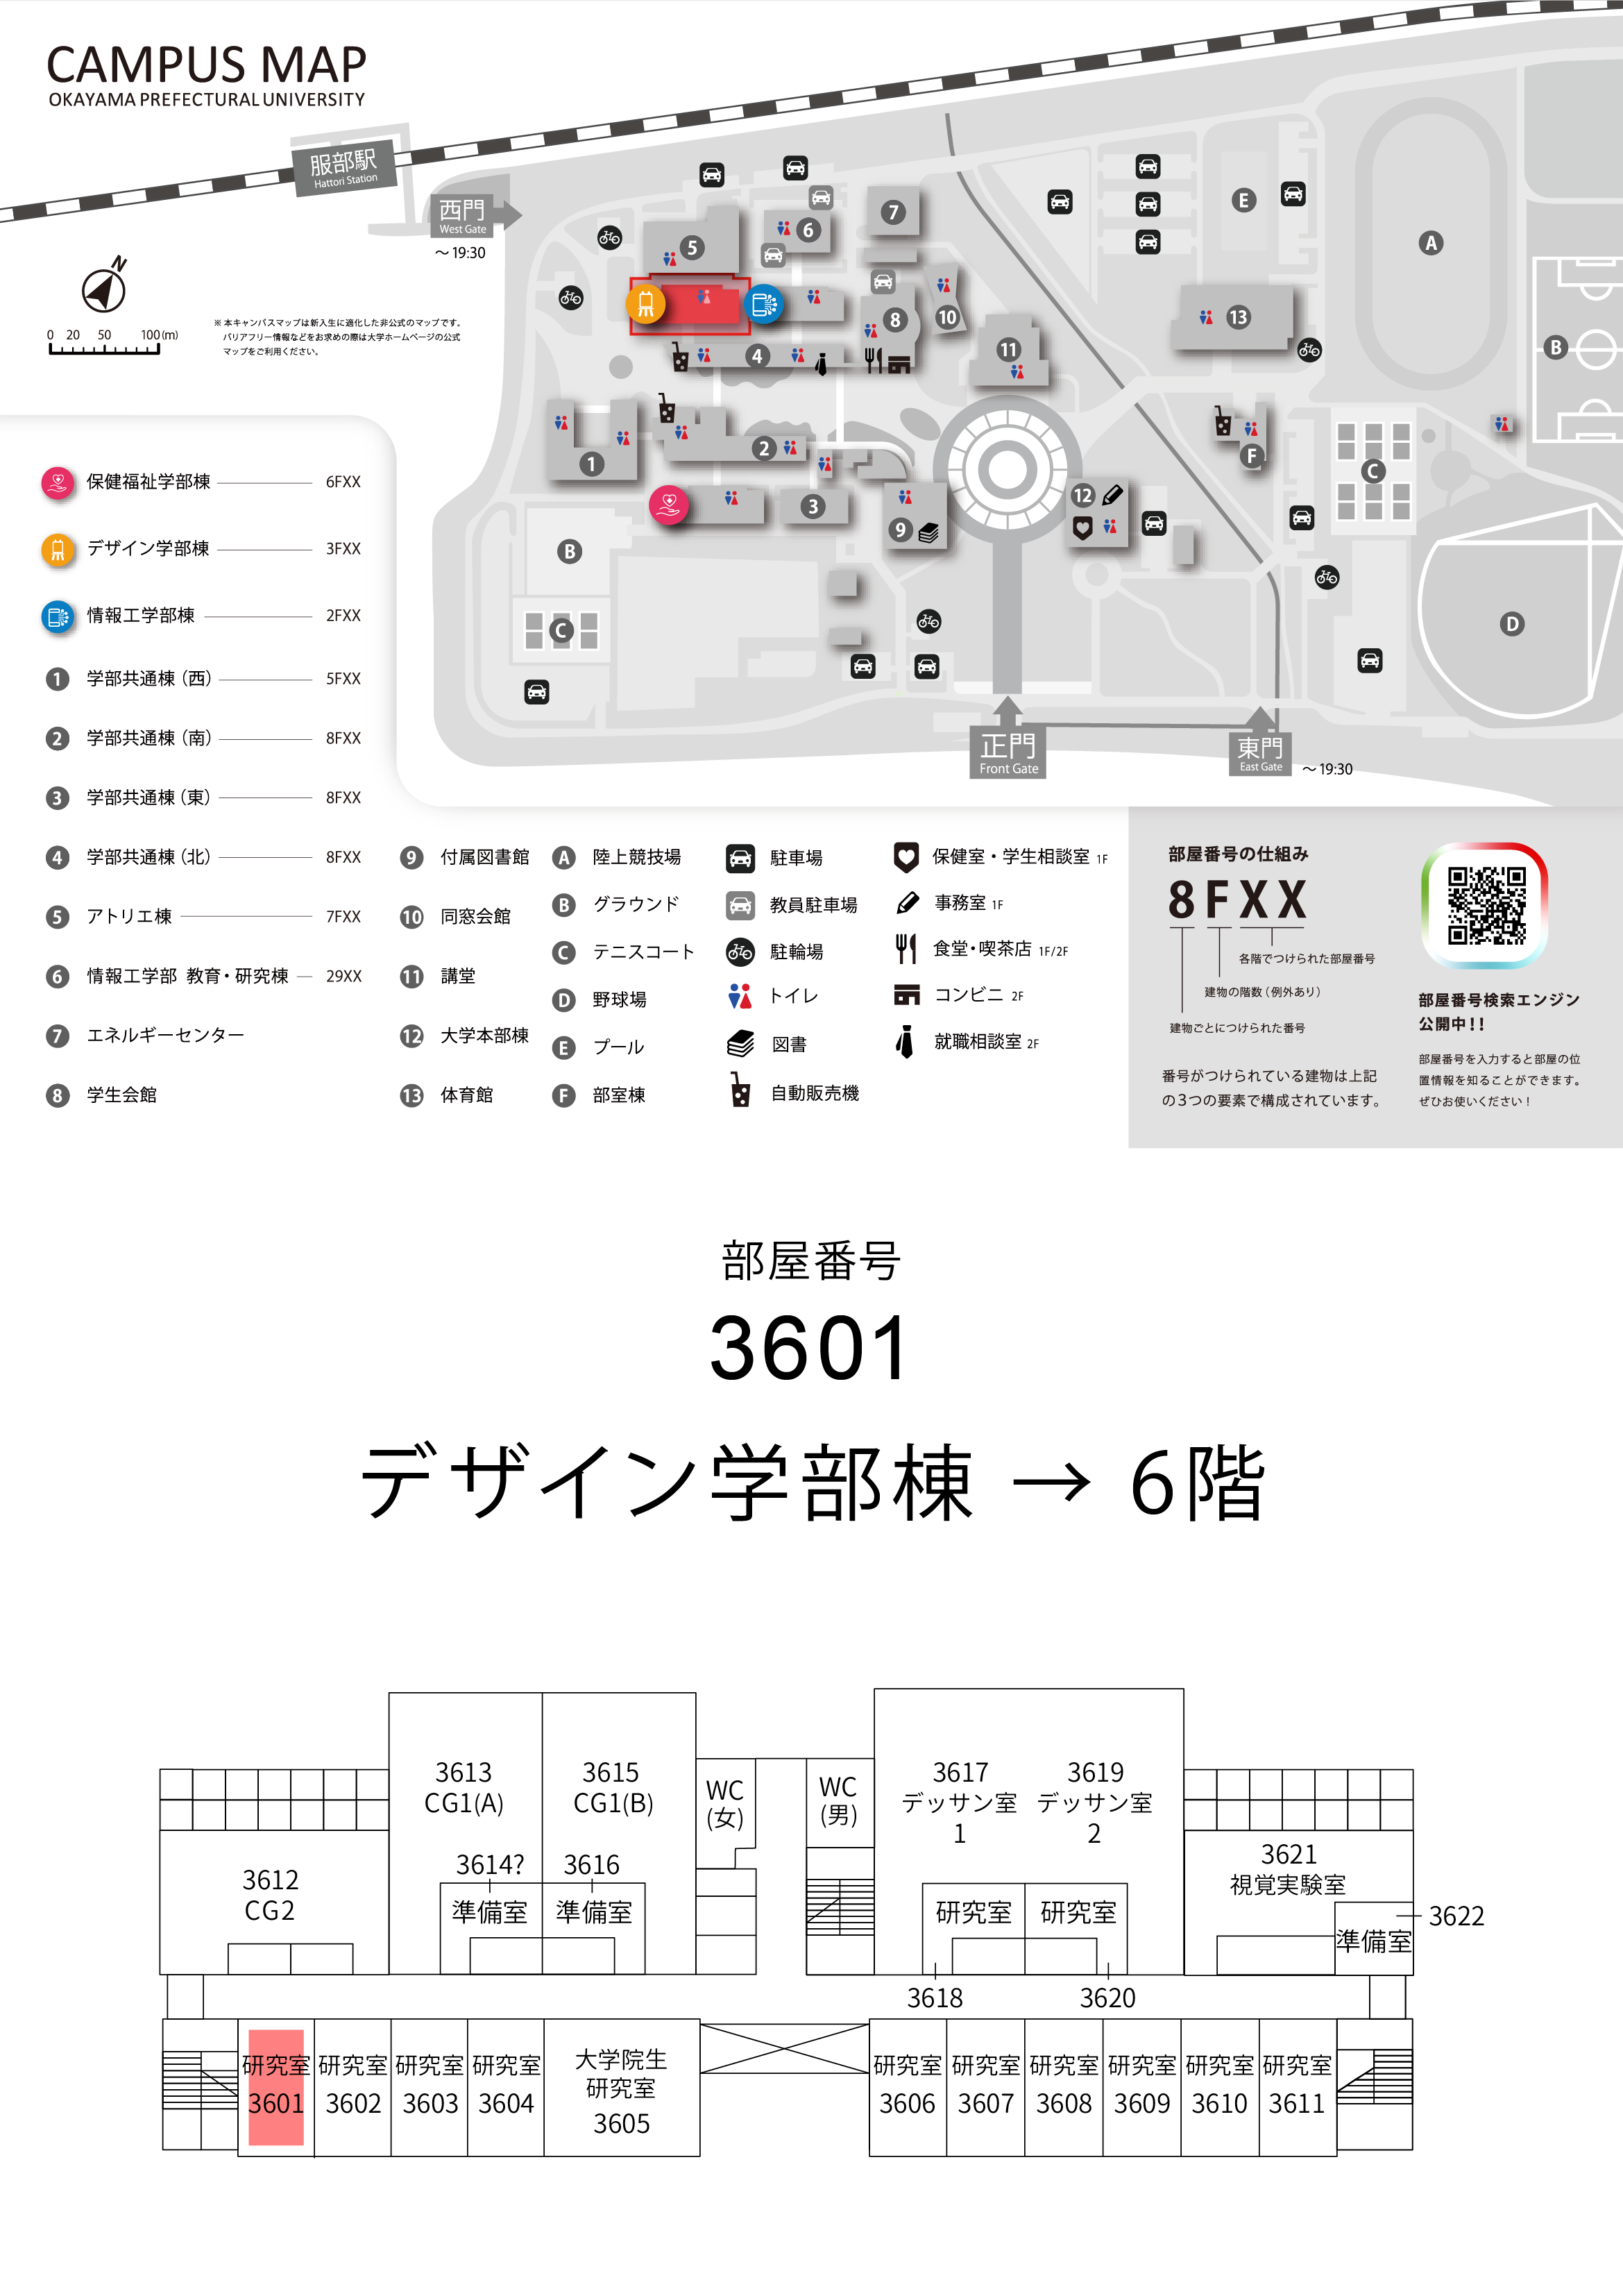 CAMPUS MAP
OKAYAMA PREFECTURAL UNIVERSITY
服部駅
Hattori Station
西門
West Gate
～19:30
N
0 20 50 100(m)
※ 本キャンパスマップは新入生に適化した非公式のマップです。
バリアフリー情報などをお求めの際は大学ホームページの公式
マップをご利用ください。
5
6
7
E
A
8
10
13
11
4
B
1
2
F
C
3
9
12
B
C
D
正門
Front Gate
東門
East Gate
～19:30
保健福祉学部棟 6FXX
デザイン学部棟 3FXX
情報工学部棟 2FXX
1 学部共通棟（西） 5FXX
2 学部共通棟（南） 8FXX
3 学部共通棟（東） 8FXX
4 学部共通棟（北） 8FXX
5 アトリエ棟 7FXX
6 情報工学部 教育・研究棟 29XX
7 エネルギーセンター
8 学生会館
9 付属図書館
10 同窓会館
11 講堂
12 大学本部棟
13 体育館
A 陸上競技場
B グラウンド
C テニスコート
D 野球場
E プール
F 部室棟
駐車場
教員駐車場
駐輪場
トイレ
図書
自動販売機
保健室・学生相談室 1F
事務室 1F
食堂・喫茶店 1F/2F
コンビニ 2F
就職相談室 2F
部屋番号の仕組み
8FXX
各階でつけられた部屋番号
建物の階数（例外あり）
建物ごとにつけられた番号
番号がつけられている建物は上記
の3つの要素で構成されています。
部屋番号検索エンジン
公開中！！
部屋番号を入力すると部屋の位
置情報を知ることができます。
ぜひお使いください！
部屋番号
3601
デザイン学部棟 → 6階
3613
CG1(A)
3615
CG1(B)
WC
(女)
WC
(男)
3617
デッサン室
1
3619
デッサン室
2
3612
CG2
3614?
準備室
3616
準備室
研究室
研究室
3621
視覚実験室
3622
準備室
3618
3620
研究室
3601
研究室
3602
研究室
3603
研究室
3604
大学院生
研究室
3605
研究室
3606
研究室
3607
研究室
3608
研究室
3609
研究室
3610
研究室
3611